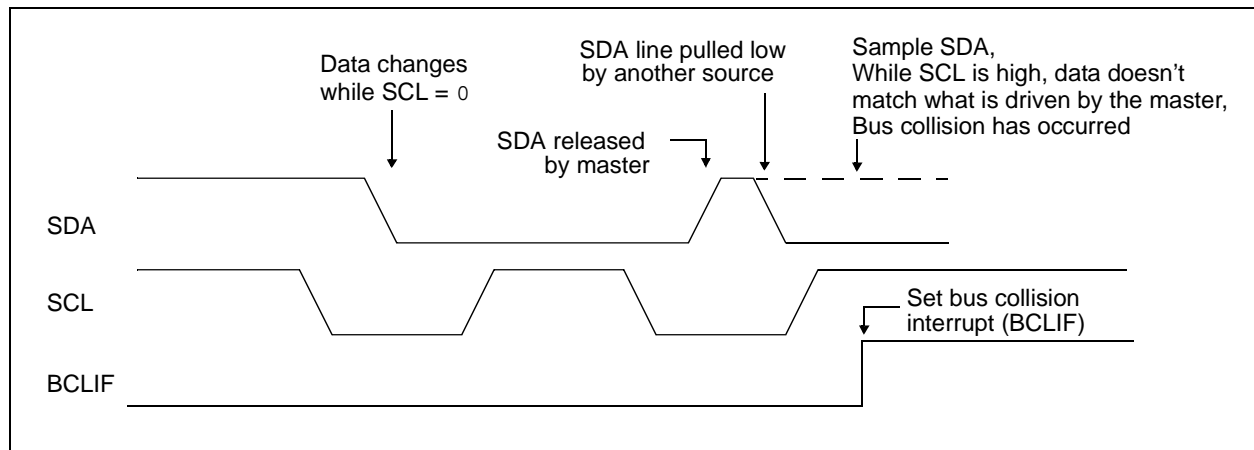 Data changes
while SCL = 0
SDA line pulled low
by another source
Sample SDA,
While SCL is high, data doesn’t
match what is driven by the master,
Bus collision has occurred
SDA released
by master
SDA
SCL
Set bus collision
interrupt (BCLIF)
BCLIF